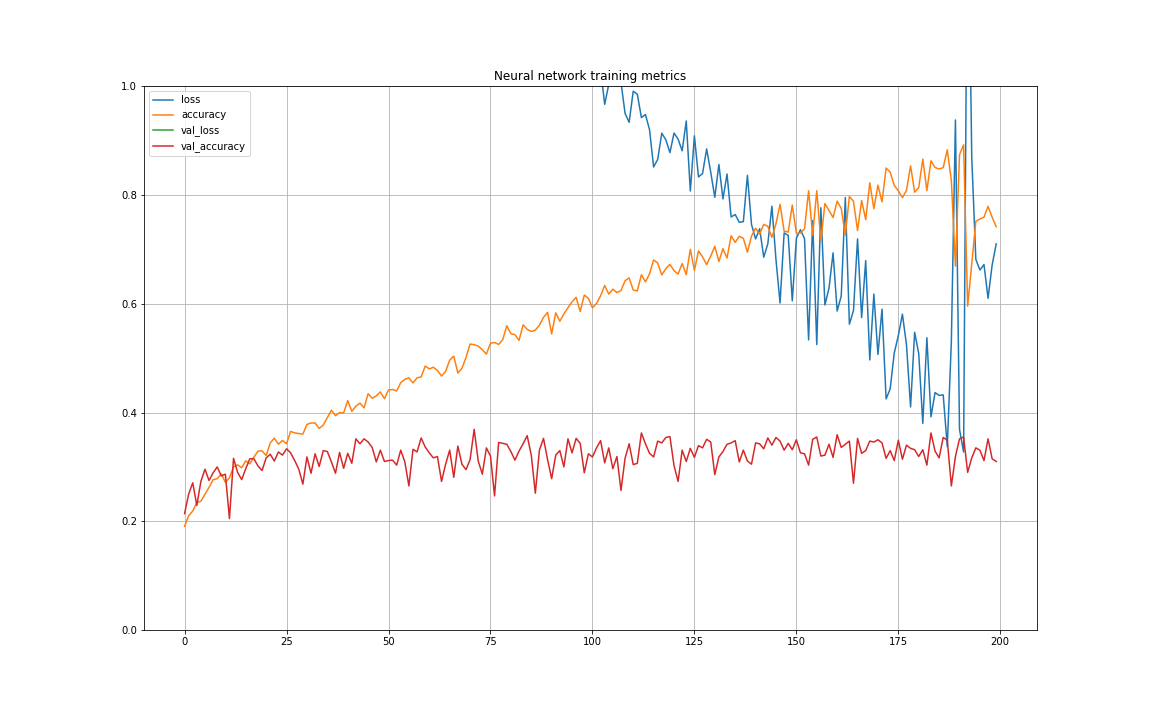 Neural network training metrics
1.0
loss
accuracy
val_loss
val_accuracy
0.8
0.6
0.4
0.2
0.0
0 25 50 75 100 125 150 175 200